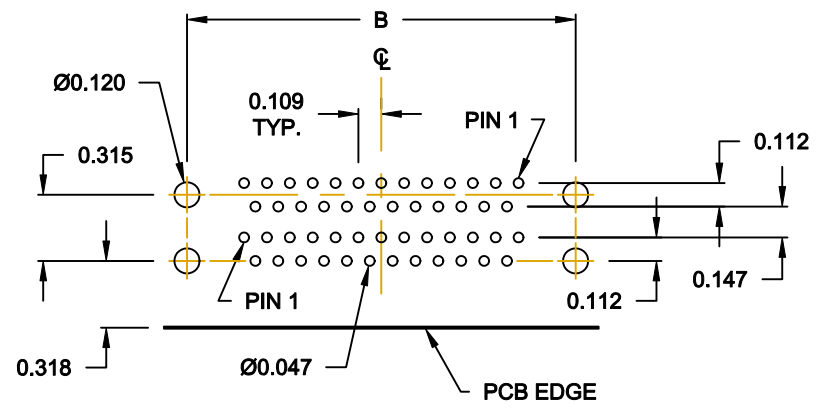 B
℄
Ø0.120
0.109
TYP.
PIN 1
0.112
0.315
PIN 1
0.112
0.147
0.318
Ø0.047
PCB EDGE